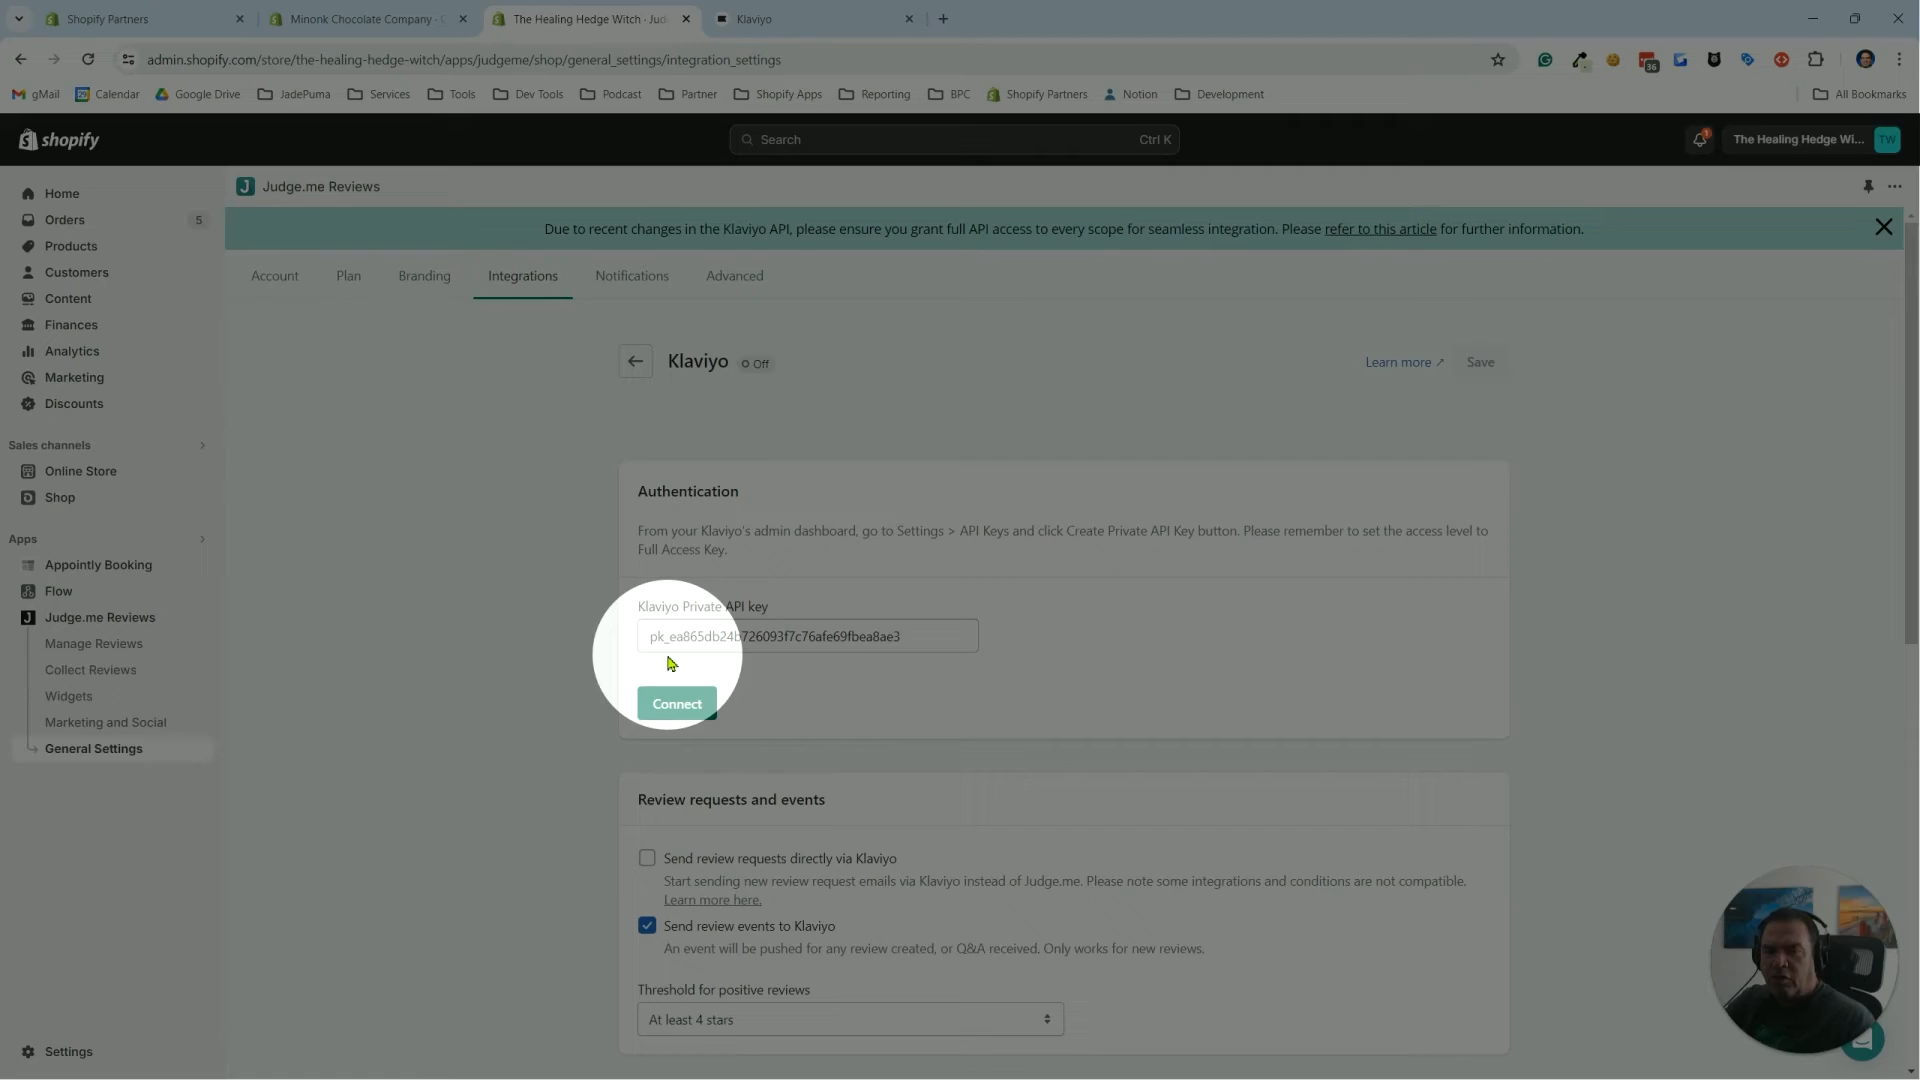 Shopify Partners
Minonk Chocolate Company · C
The Healing Hedge Witch · Jud
Klaviyo
admin.shopify.com/store/the-healing-hedge-witch/apps/judgeme/shop/general_settings/integration_settings
36
gMail
Calendar
Google Drive
JadePuma
Services
Tools
Dev Tools
Podcast
Partner
Shopify Apps
Reporting
BPC
Shopify Partners
Notion
Development
All Bookmarks
shopify
Search
Ctrl K
1
The Healing Hedge Wi...
TW
Home
Orders
5
Products
Customers
Content
Finances
Analytics
Marketing
Discounts
Sales channels
Online Store
Shop
Apps
Appointly Booking
Flow
Judge.me Reviews
Manage Reviews
Collect Reviews
Widgets
Marketing and Social
General Settings
Settings
J
Judge.me Reviews
Due to recent changes in the Klaviyo API, please ensure you grant full API access to every scope for seamless integration. Please refer to this article for further information.
Account
Plan
Branding
Integrations
Notifications
Advanced
Klaviyo
Off
Learn more
Save
Authentication
From your Klaviyo's admin dashboard, go to Settings > API Keys and click Create Private API Key button. Please remember to set the access level to
Full Access Key.
Klaviyo Private API key
pk_ea865db24b726093f7c76afe69fbea8ae3
Connect
Review requests and events
Send review requests directly via Klaviyo
Start sending new review request emails via Klaviyo instead of Judge.me. Please note some integrations and conditions are not compatible.
Learn more here.
Send review events to Klaviyo
An event will be pushed for any review created, or Q&A received. Only works for new reviews.
Threshold for positive reviews
At least 4 stars